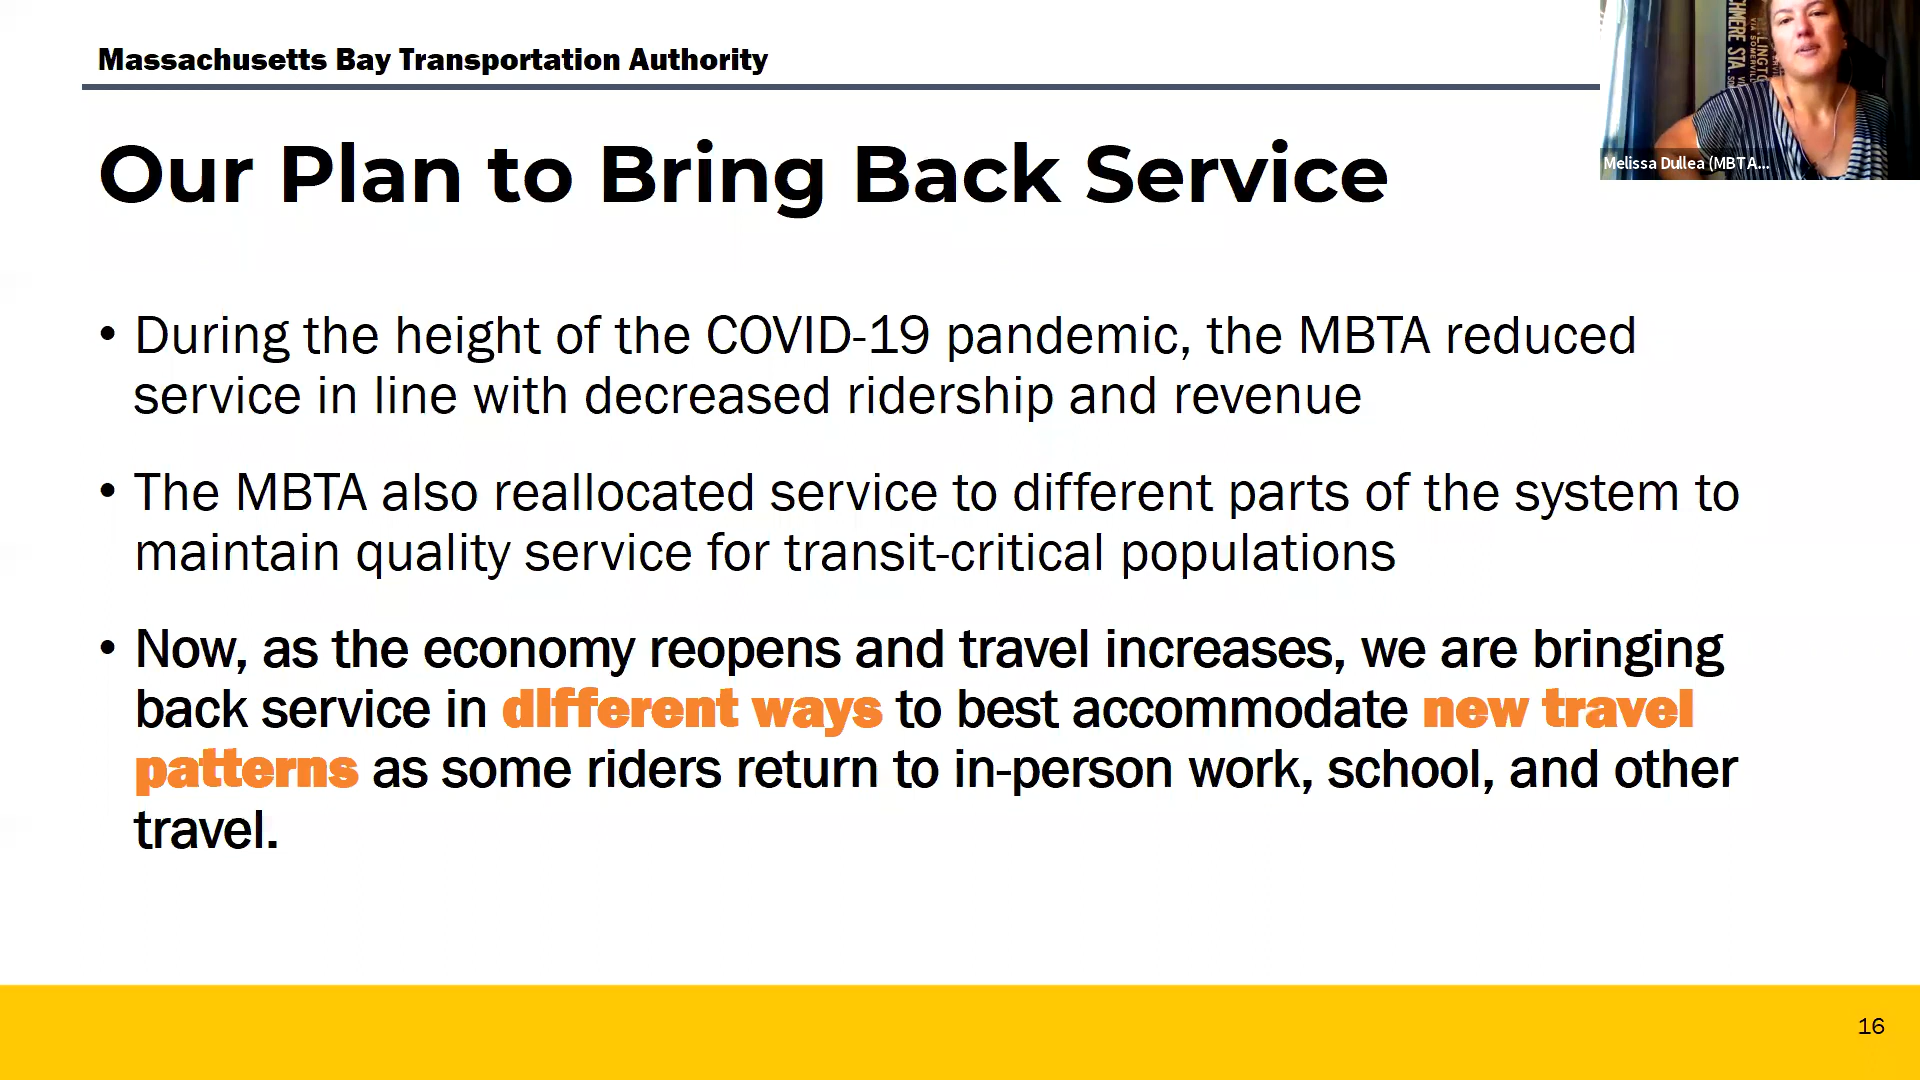 Massachusetts Bay Transportation Authority
Our Plan to Bring Back Service
• During the height of the COVID-19 pandemic, the MBTA reduced
service in line with decreased ridership and revenue
• The MBTA also reallocated service to different parts of the system to
maintain quality service for transit-critical populations
• Now, as the economy reopens and travel increases, we are bringing
back service in different ways to best accommodate new travel
patterns as some riders return to in-person work, school, and other
travel.
Melissa Dullea (MBTA...
16